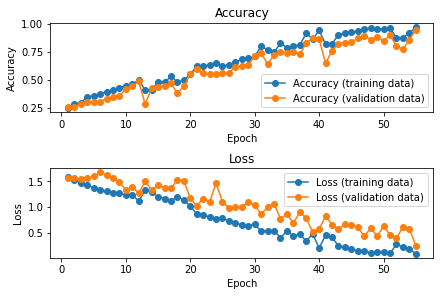 Accuracy
1.00
0.75
0.50
0.25
Accuracy
Accuracy (training data)
Accuracy (validation data)
0 10 20 30 40 50
Epoch
Loss
1.5
1.0
0.5
Loss
Loss (training data)
Loss (validation data)
0 10 20 30 40 50
Epoch